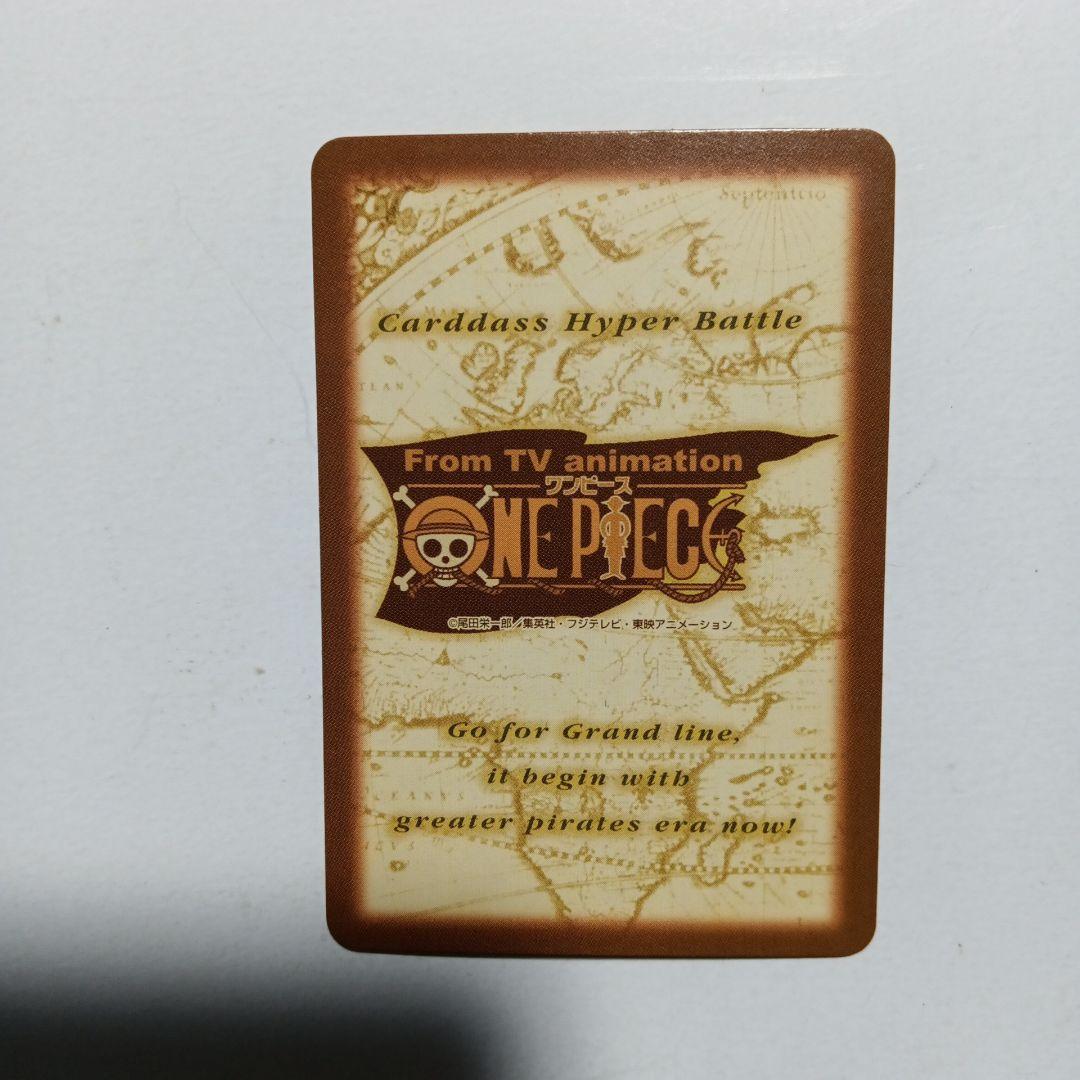 Septentrio
Carddass Hyper Battle
From TV animation
ワンピース
ONE PIECE
©尾田栄一郎／集英社・フジテレビ・東映アニメーション
Go for Grand line,
it begin with
greater pirates era now!